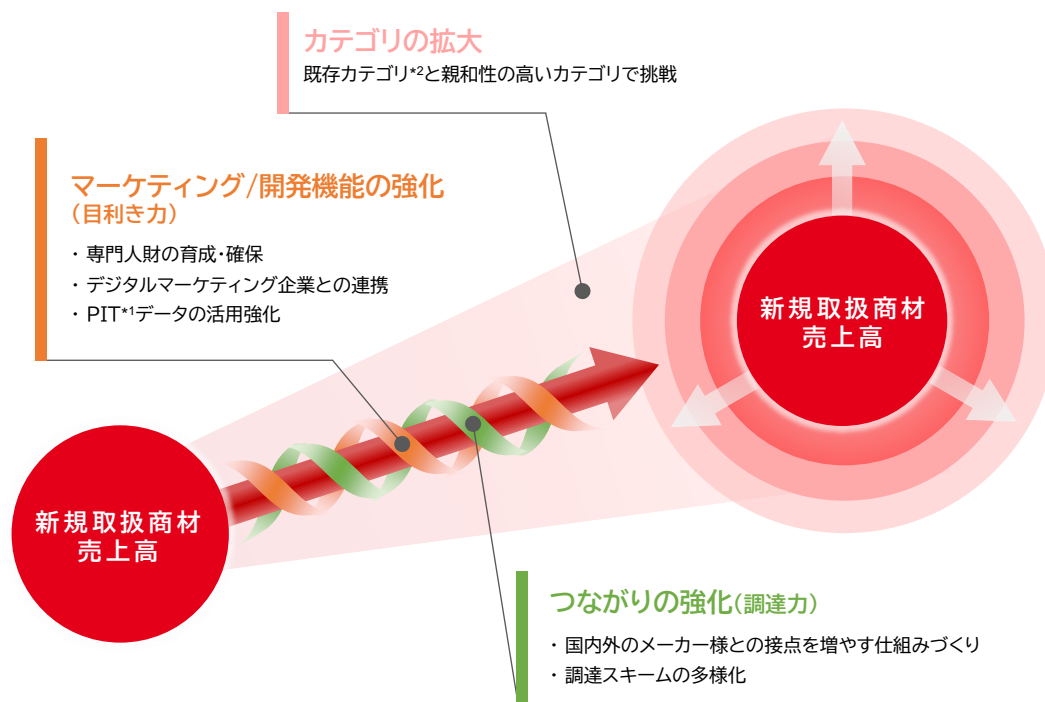 カテゴリの拡大
既存カテゴリ*2と親和性の高いカテゴリで挑戦
マーケティング/開発機能の強化
(目利き力)
・専門人財の育成・確保
・デジタルマーケティング企業との連携
・PIT*1データの活用強化
新規取扱商材
売上高
新規取扱商材
売上高
つながりの強化(調達力)
・国内外のメーカー様との接点を増やす仕組みづくり
・調達スキームの多様化